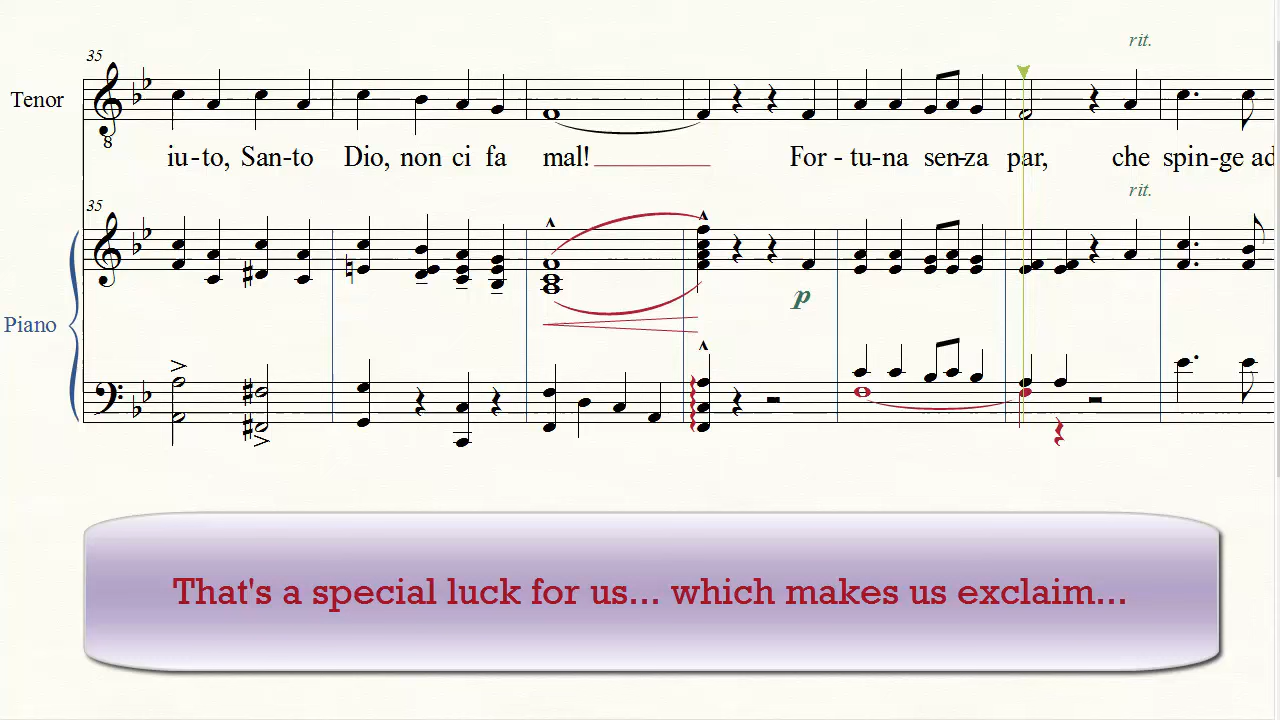 rit.
35
Tenor
8
iu-to, San-to Dio, non ci fa mal! For-tu-na sen-za par, che spin-ge ad
rit.
35
Piano
p
That's a special luck for us... which makes us exclaim...